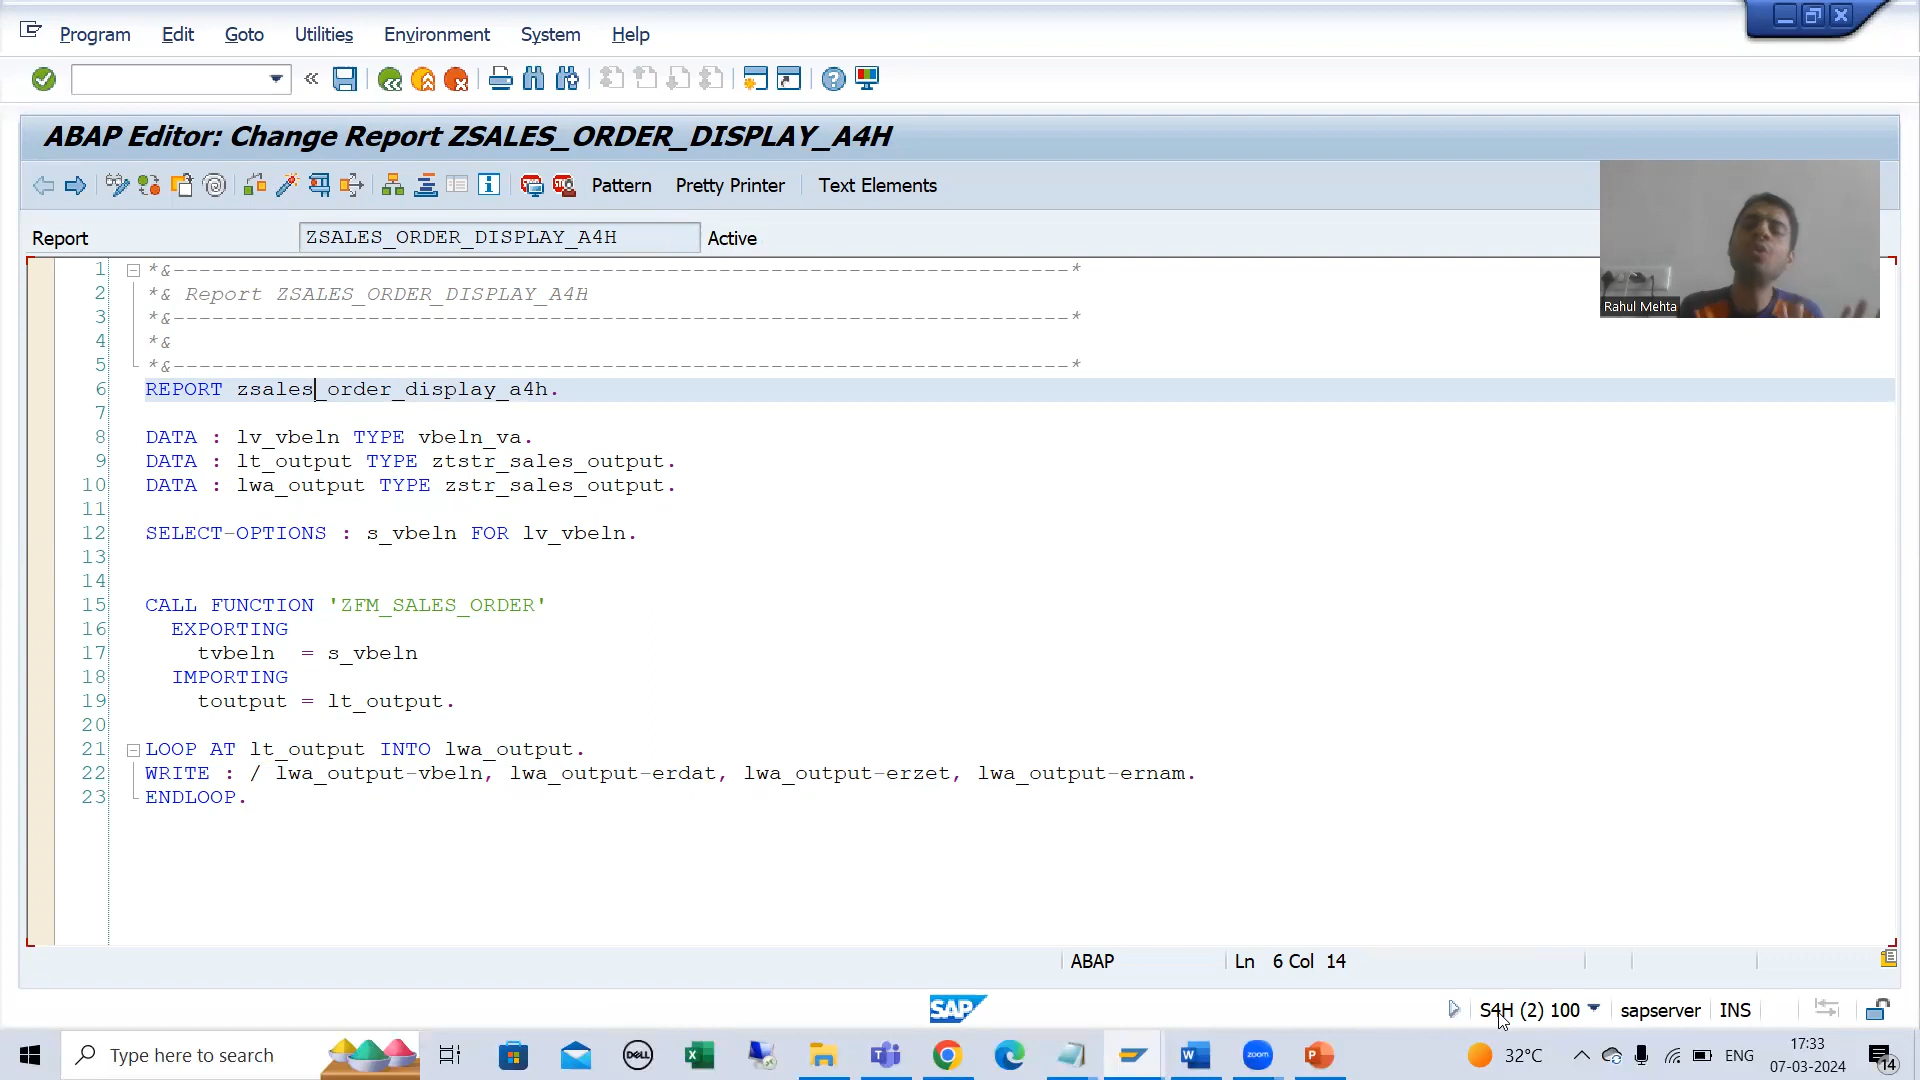 Program Edit Goto Utilities Environment System Help
ABAP Editor: Change Report ZSALES_ORDER_DISPLAY_A4H
Pattern Pretty Printer Text Elements
Report ZSALES_ORDER_DISPLAY_A4H Active
Rahul Mehta
1 *&---------------------------------------------------------------------*
2 *& Report ZSALES_ORDER_DISPLAY_A4H
3 *&---------------------------------------------------------------------*
4 *&
5 *&---------------------------------------------------------------------*
6 REPORT zsales_order_display_a4h.
7
8 DATA : lv_vbeln TYPE vbeln_va.
9 DATA : lt_output TYPE ztstr_sales_output.
10 DATA : lwa_output TYPE zstr_sales_output.
11
12 SELECT-OPTIONS : s_vbeln FOR lv_vbeln.
13
14
15 CALL FUNCTION 'ZFM_SALES_ORDER'
16 EXPORTING
17 tvbeln = s_vbeln
18 IMPORTING
19 toutput = lt_output.
20
21 LOOP AT lt_output INTO lwa_output.
22 WRITE : / lwa_output-vbeln, lwa_output-erdat, lwa_output-erzet, lwa_output-ernam.
23 ENDLOOP.
ABAP Ln 6 Col 14
SAP S4H (2) 100 sapserver INS
Type here to search DELL zoom 32°C ENG 17:33
07-03-2024 14